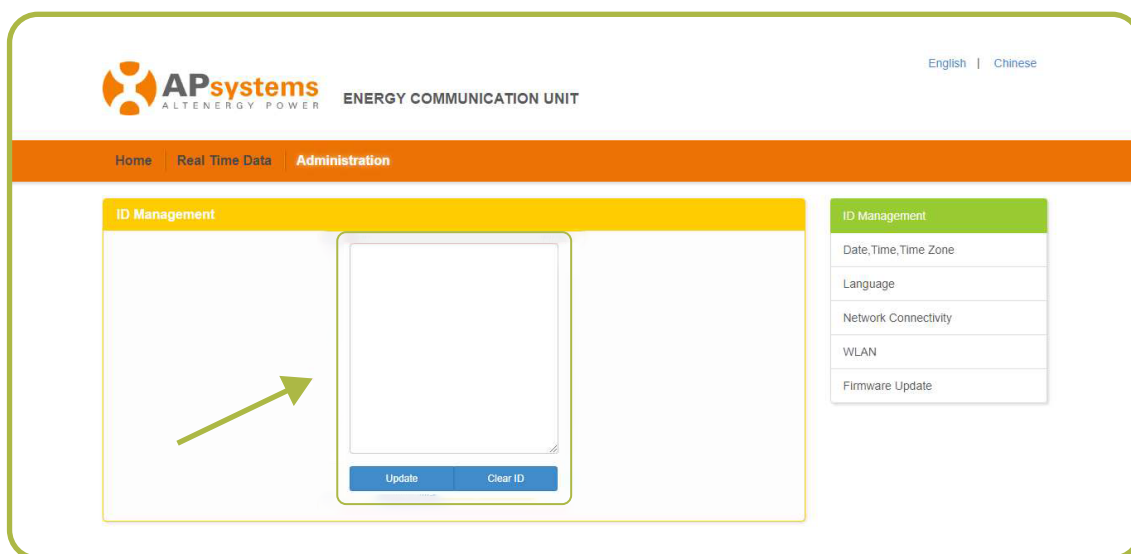 English | Chinese
APsystems
ALTENERGY POWER
ENERGY COMMUNICATION UNIT
Home Real Time Data Administration
ID Management
Update Clear ID
ID Management
Date,Time,Time Zone
Language
Network Connectivity
WLAN
Firmware Update